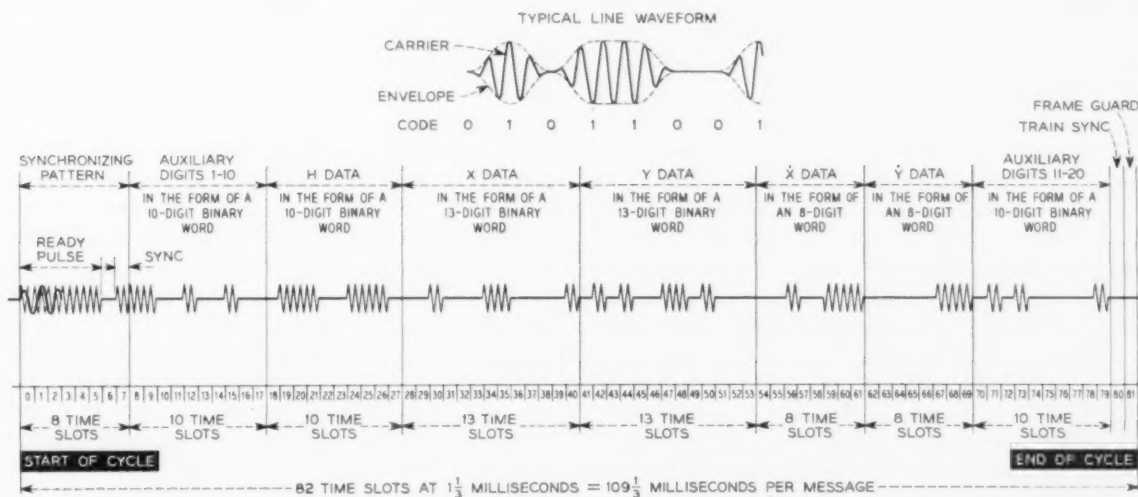 TYPICAL LINE WAVEFORM
CARRIER
ENVELOPE
CODE 0 1 0 1 1 0 0 1
FRAME GUARD
TRAIN SYNC
SYNCHRONIZING PATTERN
READY PULSE
SYNC
AUXILIARY DIGITS 1-10
IN THE FORM OF A
10-DIGIT BINARY
WORD
H DATA
IN THE FORM OF A
10-DIGIT BINARY
WORD
X DATA
IN THE FORM OF A
13-DIGIT BINARY
WORD
Y DATA
IN THE FORM OF A
13-DIGIT BINARY
WORD
Ẋ DATA
IN THE FORM OF
AN 8-DIGIT
WORD
Ẏ DATA
IN THE FORM OF
AN 8-DIGIT
WORD
AUXILIARY DIGITS 11-20
IN THE FORM OF A
10-DIGIT BINARY
WORD
0 1 2 3 4 5 6 7 8 9 10 11 12 13 14 15 16 17 18 19 20 21 22 23 24 25 26 27 28 29 30 31 32 33 34 35 36 37 38 39 40 41 42 43 44 45 46 47 48 49 50 51 52 53 54 55 56 57 58 59 60 61 62 63 64 65 66 67 68 69 70 71 72 73 74 75 76 77 78 79 80 81
8 TIME SLOTS
10 TIME SLOTS
10 TIME SLOTS
13 TIME SLOTS
13 TIME SLOTS
8 TIME SLOTS
8 TIME SLOTS
10 TIME SLOTS
START OF CYCLE
END OF CYCLE
82 TIME SLOTS AT 1 1/3 MILLISECONDS = 109 1/3 MILLISECONDS PER MESSAGE